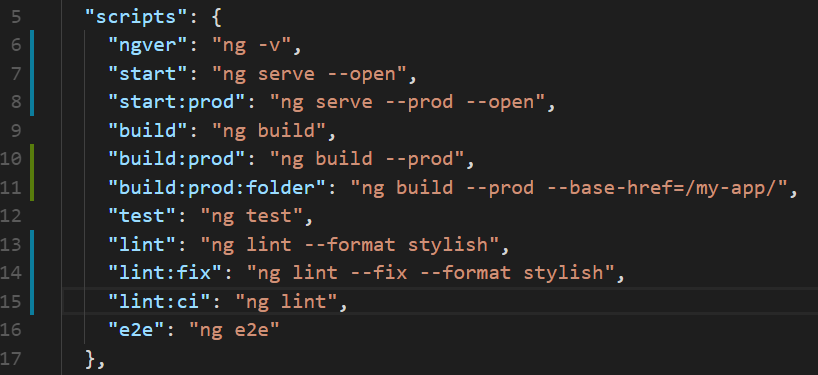 5 "scripts": {
6 "ngver": "ng -v",
7 "start": "ng serve --open",
8 "start:prod": "ng serve --prod --open",
9 "build": "ng build",
10 "build:prod": "ng build --prod",
11 "build:prod:folder": "ng build --prod --base-href=/my-app/",
12 "test": "ng test",
13 "lint": "ng lint --format stylish",
14 "lint:fix": "ng lint --fix --format stylish",
15 "lint:ci": "ng lint",
16 "e2e": "ng e2e"
17 },